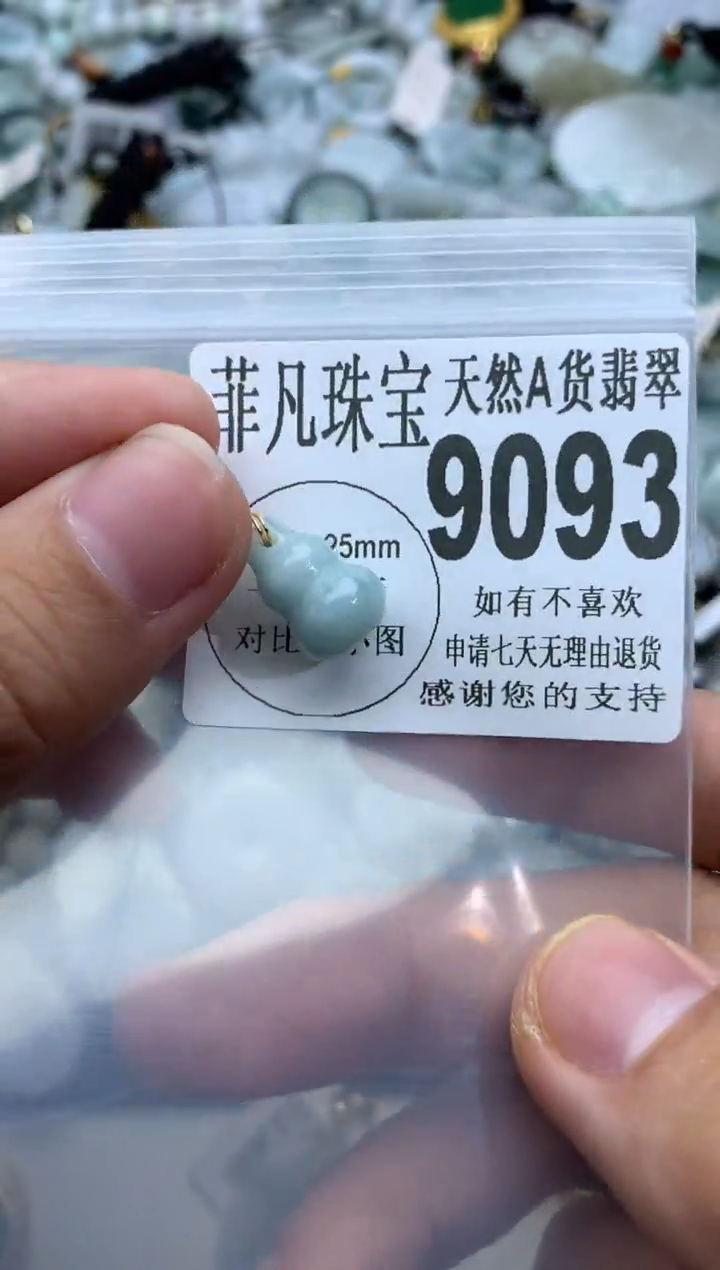 菲凡珠宝
天然A货翡翠
9093
25mm
对比
图
如有不喜欢
申请七天无理由退货
感谢您的支持